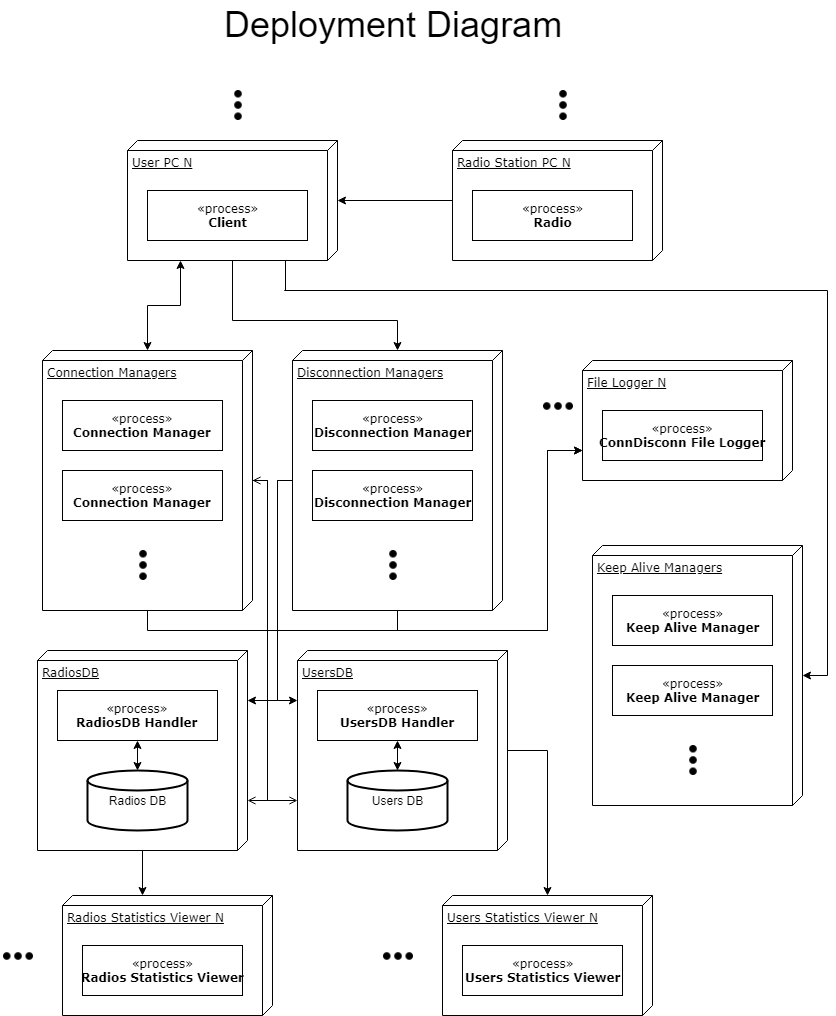 Deployment Diagram
User PC N
«process»
Client
Radio Station PC N
«process»
Radio
Connection Managers
«process»
Connection Manager
«process»
Connection Manager
Disconnection Managers
«process»
Disconnection Manager
«process»
Disconnection Manager
File Logger N
«process»
ConnDisconn File Logger
Keep Alive Managers
«process»
Keep Alive Manager
«process»
Keep Alive Manager
RadiosDB
«process»
RadiosDB Handler
Radios DB
UsersDB
«process»
UsersDB Handler
Users DB
Radios Statistics Viewer N
«process»
Radios Statistics Viewer
Users Statistics Viewer N
«process»
Users Statistics Viewer